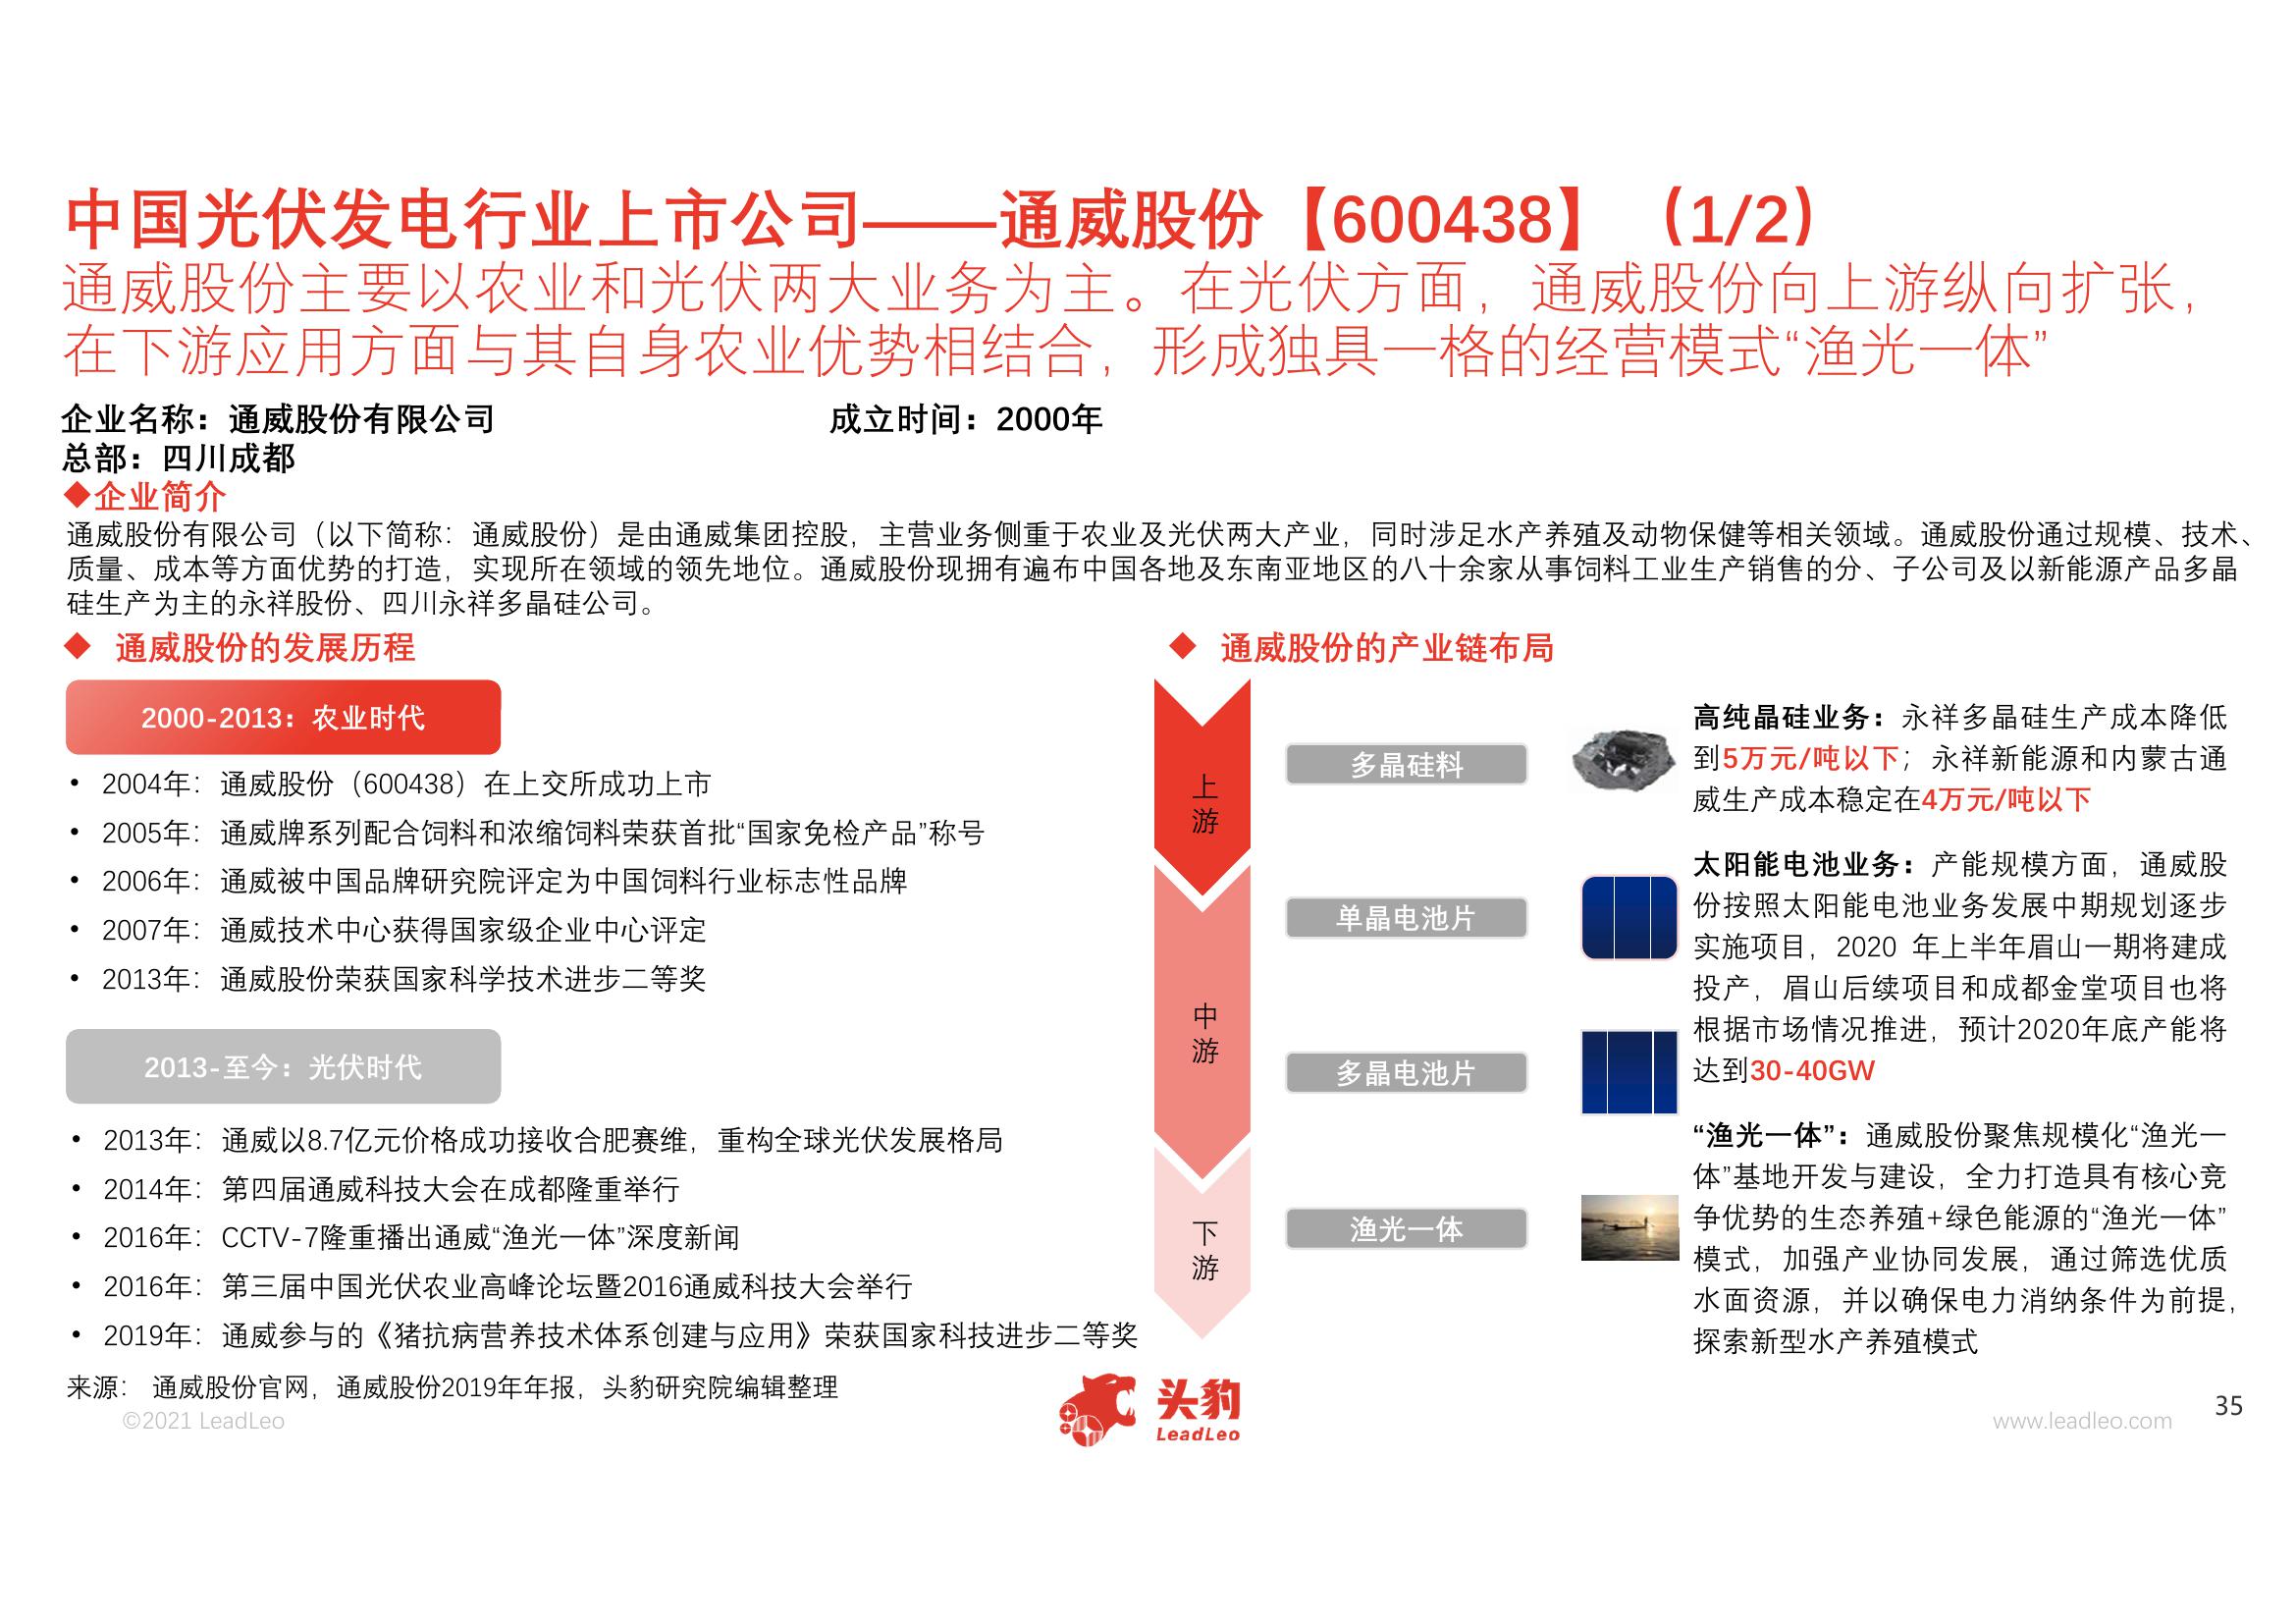 中国光伏发电行业上市公司——通威股份【600438】（1/2）
通威股份主要以农业和光伏两大业务为主。在光伏方面，通威股份向上游纵向扩张，
在下游应用方面与其自身农业优势相结合，形成独具一格的经营模式“渔光一体”
企业名称：通威股份有限公司 成立时间：2000年
总部：四川成都
◆企业简介
通威股份有限公司（以下简称：通威股份）是由通威集团控股，主营业务侧重于农业及光伏两大产业，同时涉足水产养殖及动物保健等相关领域。通威股份通过规模、技术、
质量、成本等方面优势的打造，实现所在领域的领先地位。通威股份现拥有遍布中国各地及东南亚地区的八十余家从事饲料工业生产销售的分、子公司及以新能源产品多晶
硅生产为主的永祥股份、四川永祥多晶硅公司。
◆ 通威股份的发展历程
2000-2013：农业时代
• 2004年：通威股份（600438）在上交所成功上市
• 2005年：通威牌系列配合饲料和浓缩饲料荣获首批“国家免检产品”称号
• 2006年：通威被中国品牌研究院评定为中国饲料行业标志性品牌
• 2007年：通威技术中心获得国家级企业中心评定
• 2013年：通威股份荣获国家科学技术进步二等奖
2013-至今：光伏时代
• 2013年：通威以8.7亿元价格成功接收合肥赛维，重构全球光伏发展格局
• 2014年：第四届通威科技大会在成都隆重举行
• 2016年：CCTV-7隆重播出通威“渔光一体”深度新闻
• 2016年：第三届中国光伏农业高峰论坛暨2016通威科技大会举行
• 2019年：通威参与的《猪抗病营养技术体系创建与应用》荣获国家科技进步二等奖
◆ 通威股份的产业链布局
上
游
中
游
下
游
多晶硅料
单晶电池片
多晶电池片
渔光一体
高纯晶硅业务：永祥多晶硅生产成本降低
到5万元/吨以下；永祥新能源和内蒙古通
威生产成本稳定在4万元/吨以下
太阳能电池业务：产能规模方面，通威股
份按照太阳能电池业务发展中期规划逐步
实施项目，2020 年上半年眉山一期将建成
投产，眉山后续项目和成都金堂项目也将
根据市场情况推进，预计2020年底产能将
达到30-40GW
“渔光一体”：通威股份聚焦规模化“渔光一
体”基地开发与建设，全力打造具有核心竞
争优势的生态养殖+绿色能源的“渔光一体”
模式，加强产业协同发展，通过筛选优质
水面资源，并以确保电力消纳条件为前提，
探索新型水产养殖模式
来源： 通威股份官网，通威股份2019年年报，头豹研究院编辑整理
©2021 LeadLeo
头豹
LeadLeo
www.leadleo.com
35